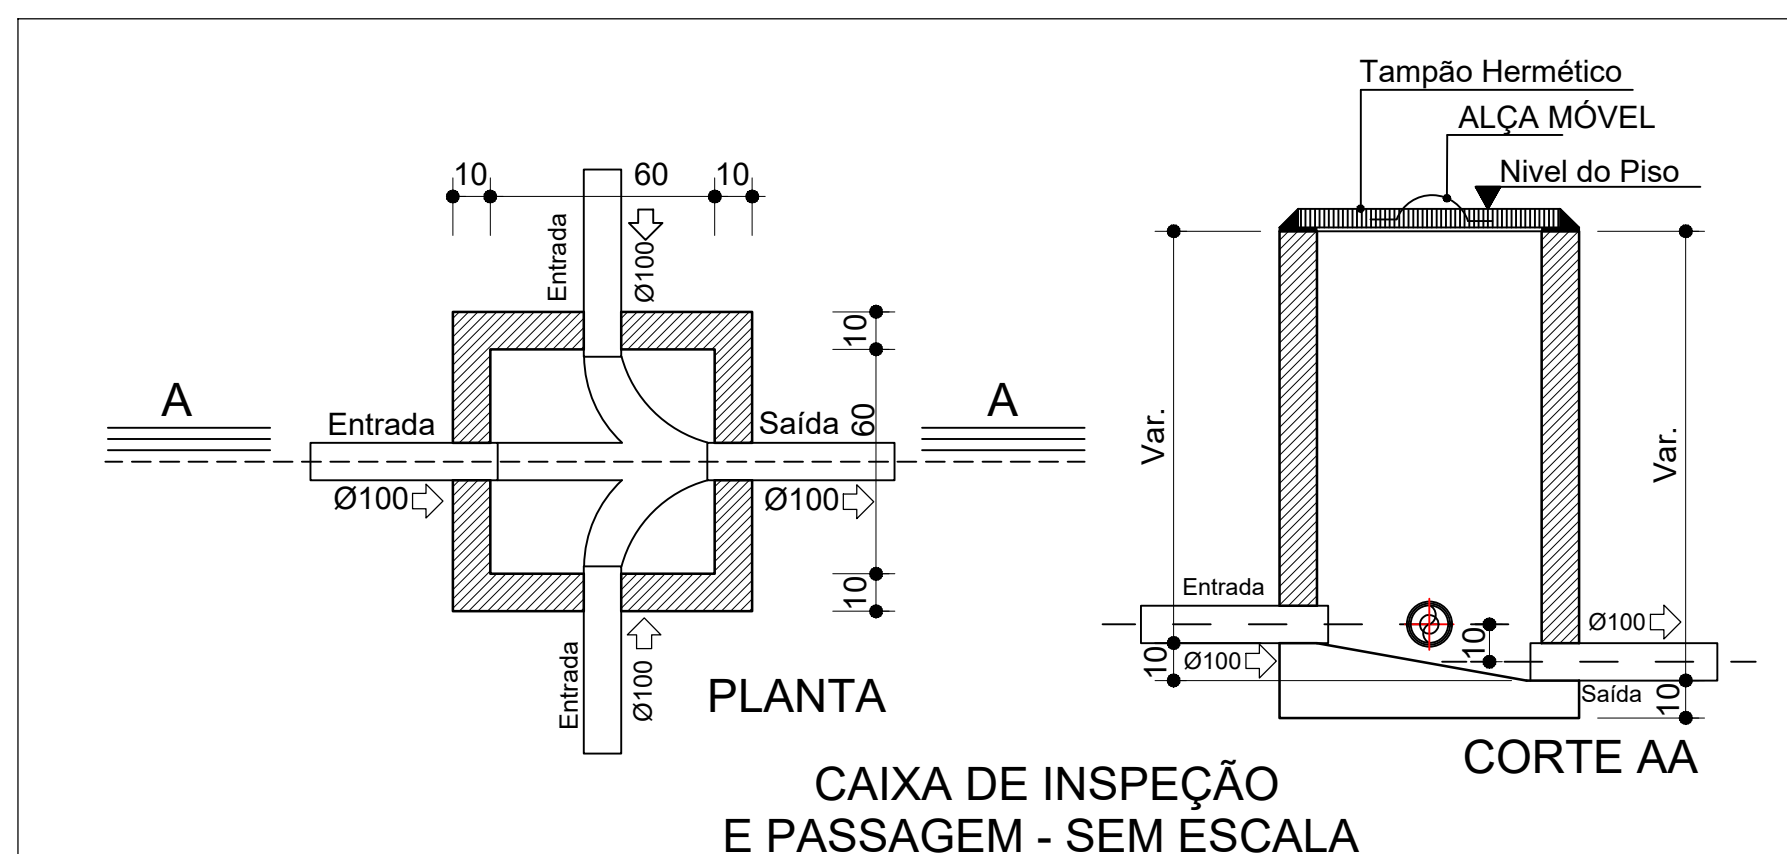 10
60
10
Entrada
Ø100
10
60
10
A
A
Entrada
Saída
Ø100
Ø100
Entrada
Ø100
PLANTA
Tampão Hermético
ALÇA MÓVEL
Nivel do Piso
Var.
Var.
Entrada
Ø100
10
Ø100
10
Saída
10
CORTE AA
CAIXA DE INSPEÇÃO
E PASSAGEM - SEM ESCALA